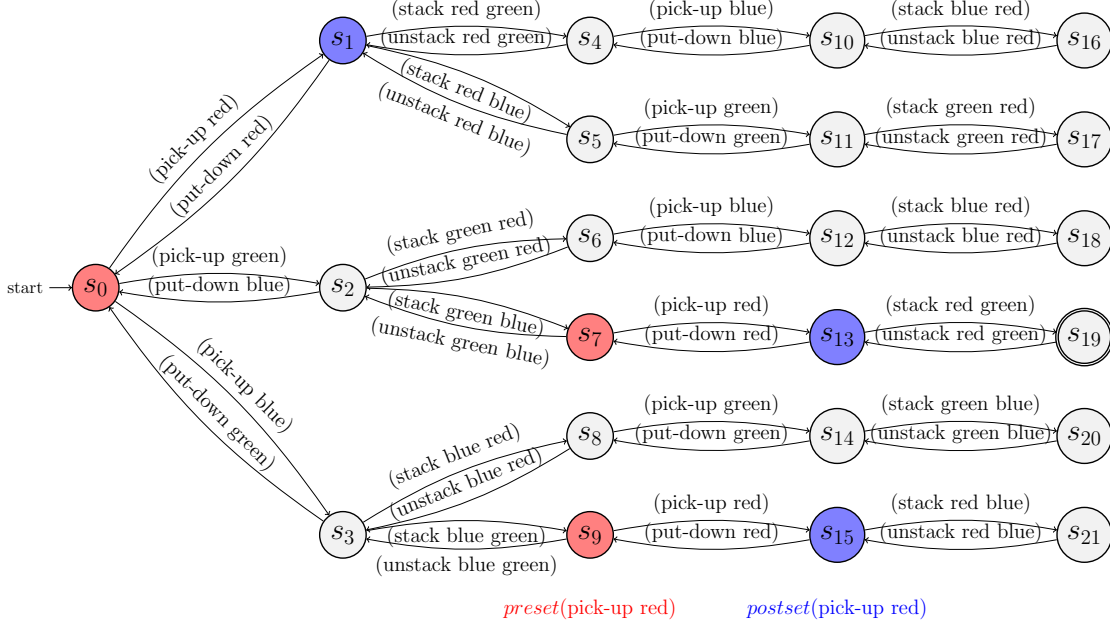 (stack red green)
(pick-up blue)
(stack blue red)
s1
(unstack red green)
s4
(put-down blue)
s10
(unstack blue red)
s16
(stack red blue)
(unstack red blue)
(pick-up green)
(stack green red)
s5
(put-down green)
s11
(unstack green red)
s17
(pick-up red)
(put-down red)
(stack green red)
(unstack green red)
(pick-up blue)
(stack blue red)
s6
(put-down blue)
s12
(unstack blue red)
s18
(pick-up green)
start
s0
(put-down blue)
s2
(stack green blue)
(unstack green blue)
(pick-up red)
(stack red green)
s7
(put-down red)
s13
(unstack red green)
s19
(pick-up blue)
(put-down green)
(stack blue red)
(unstack blue red)
(pick-up green)
(stack green blue)
s8
(put-down green)
s14
(unstack green blue)
s20
(pick-up red)
(stack red blue)
s3
(stack blue green)
(unstack blue green)
s9
(put-down red)
s15
(unstack red blue)
s21
preset(pick-up red)
postset(pick-up red)